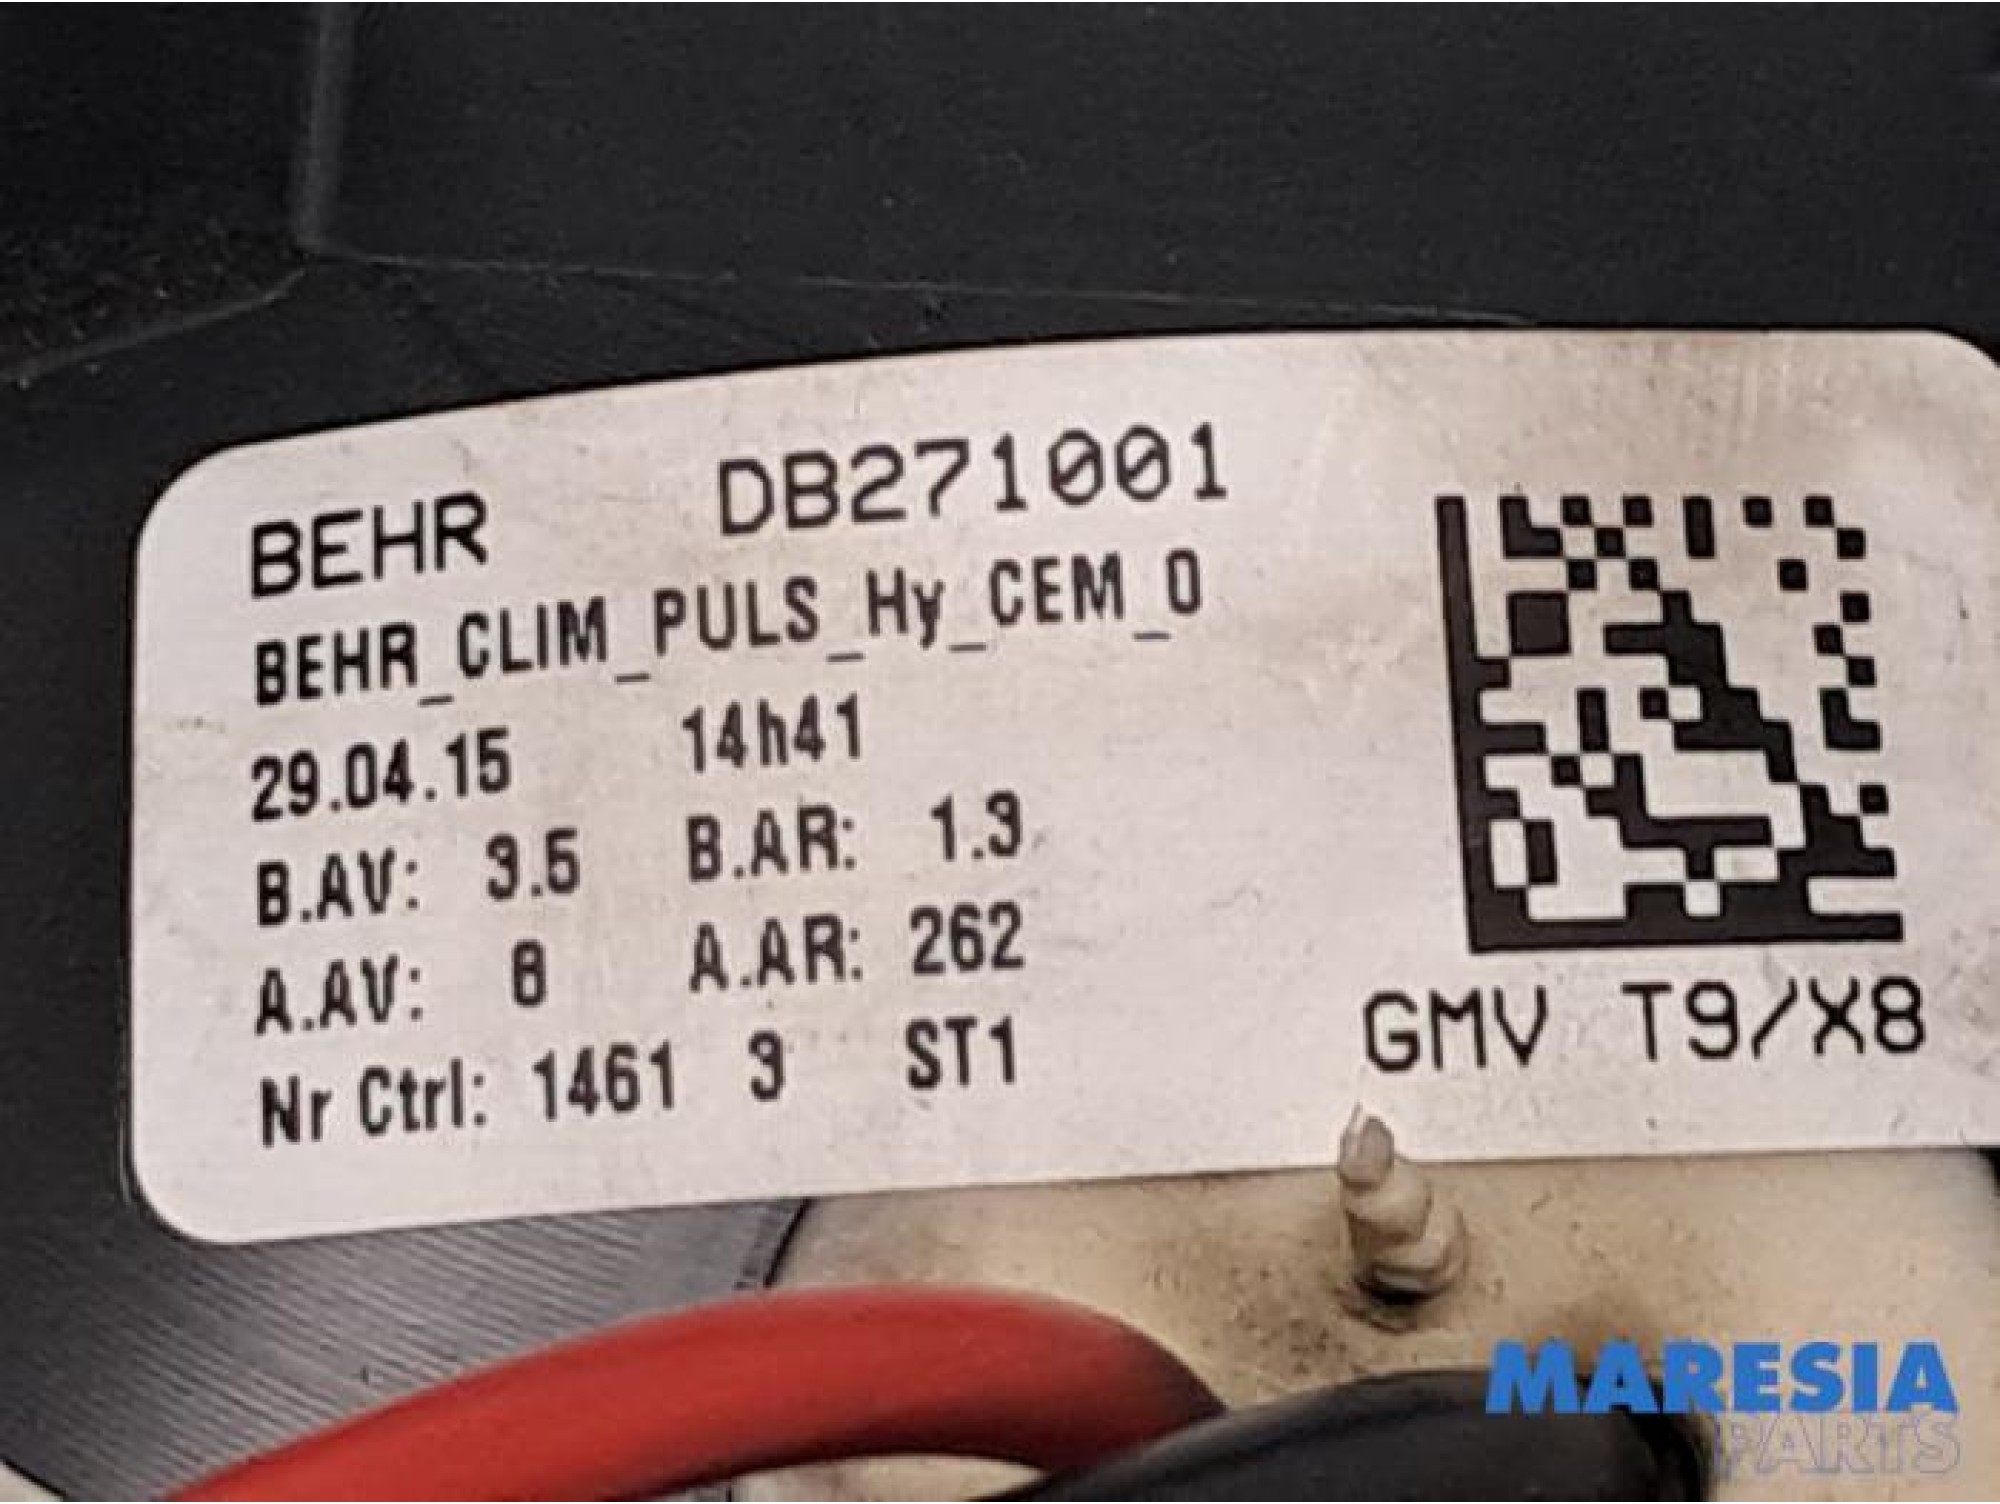 BEHR DB271001
BEHR_CLIM_PULS_Hy_CEM_0
29.04.15 14h41
B.AV: 3.5 B.AR: 1.3
A.AV: 8 A.AR: 262
Nr Ctrl: 1461 3 ST1
GMV T9/X8
MARESIA
PARTS